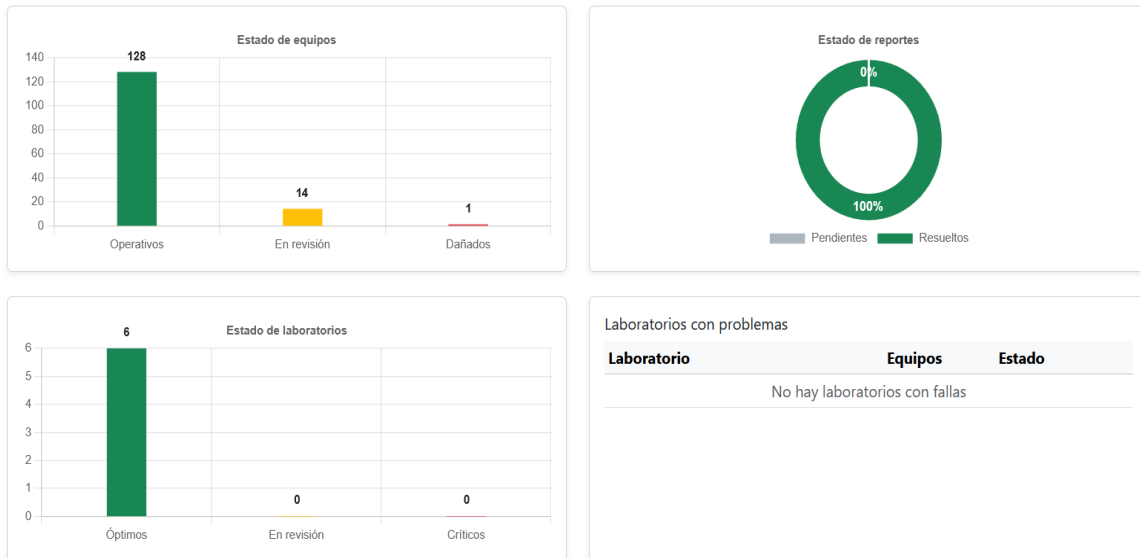 Estado de equipos
140
120
100
80
60
40
20
0
128
14
1
Operativos En revisión Dañados
Estado de reportes
0%
100%
Pendientes Resueltos
Estado de laboratorios
6
5
4
3
2
1
0
6
0
0
Óptimos En revisión Críticos
Laboratorios con problemas
Laboratorio Equipos Estado
No hay laboratorios con fallas